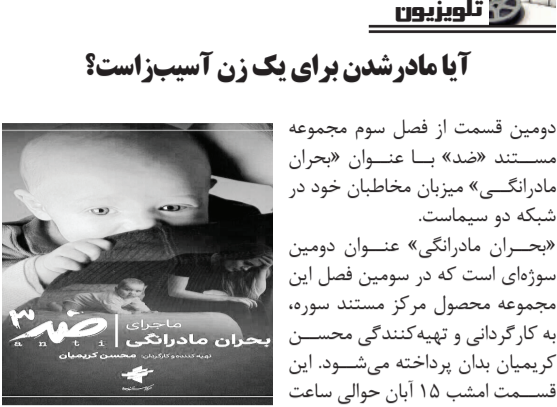 تلویزیون
آیا مادر شدن برای یک زن آسیب‌زاست؟
دومین قسمت از فصل سوم مجموعه
مستند «ضد» با عنوان «بحران
مادرانگی» میزبان مخاطبان خود در
شبکه دو سیماست.
«بحران مادرانگی» عنوان دومین
سوژه‌ای است که در سومین فصل این
مجموعه محصول مرکز مستند سوره،
به کارگردانی و تهیه‌کنندگی محسن
کریمیان بدان پرداخته می‌شود. این
قسمت امشب ۱۵ آبان حوالی ساعت
ضد ۳
anti
ماجرای
بحران مادرانگی
تهیه کننده و کارگردان: محسن کریمیان